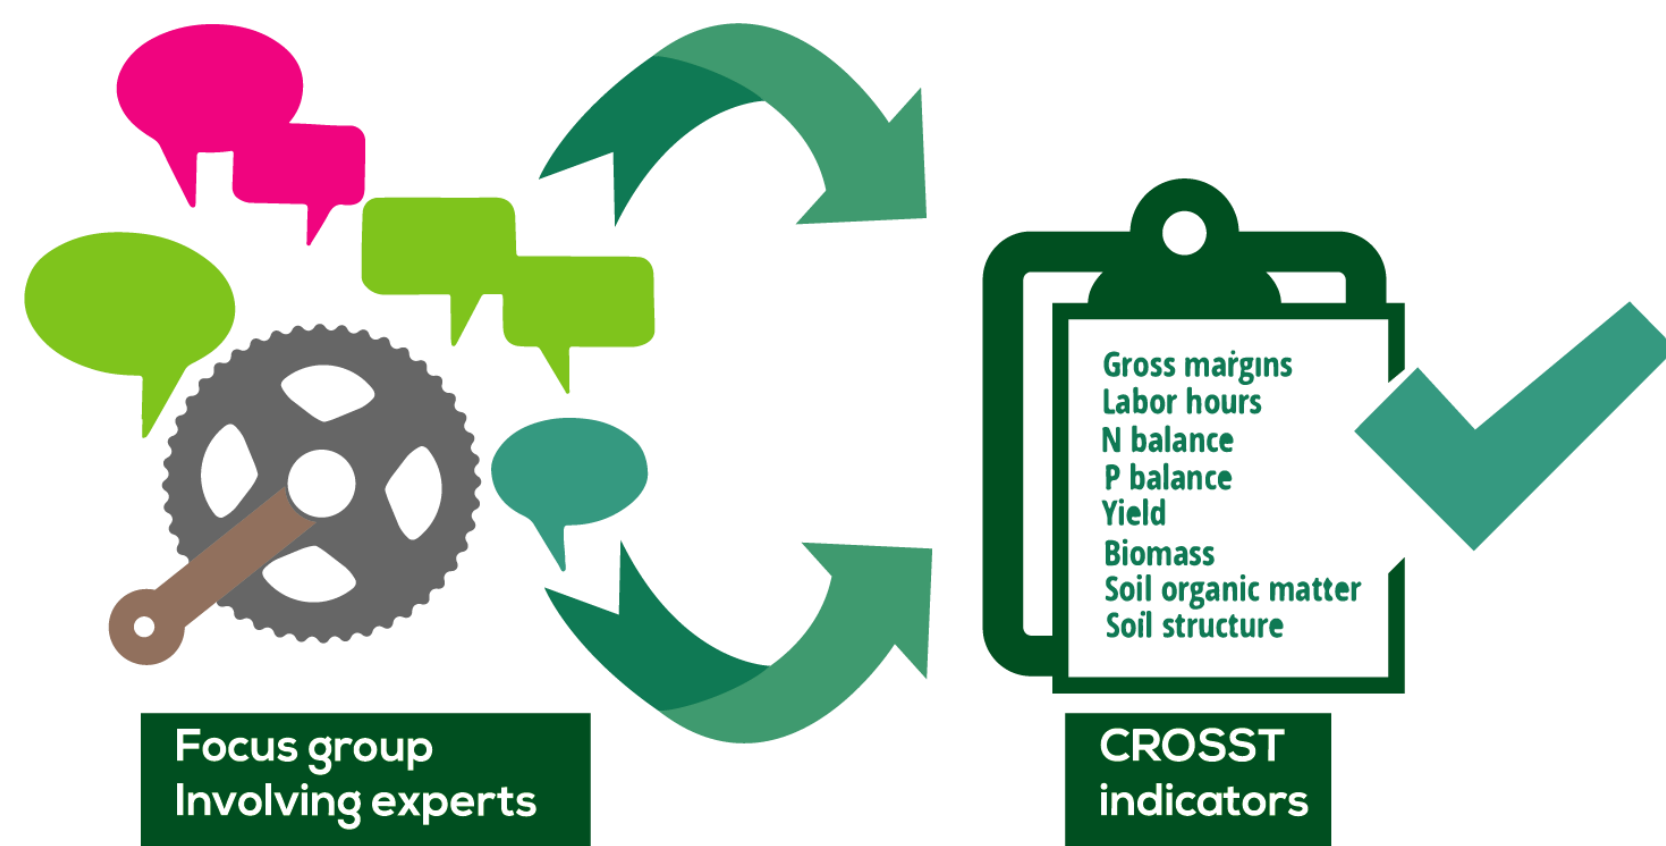 Gross margins
Labor hours
N balance
P balance
Yield
Biomass
Soil organic matter
Soil structure
Focus group
Involving experts
CROSST
indicators